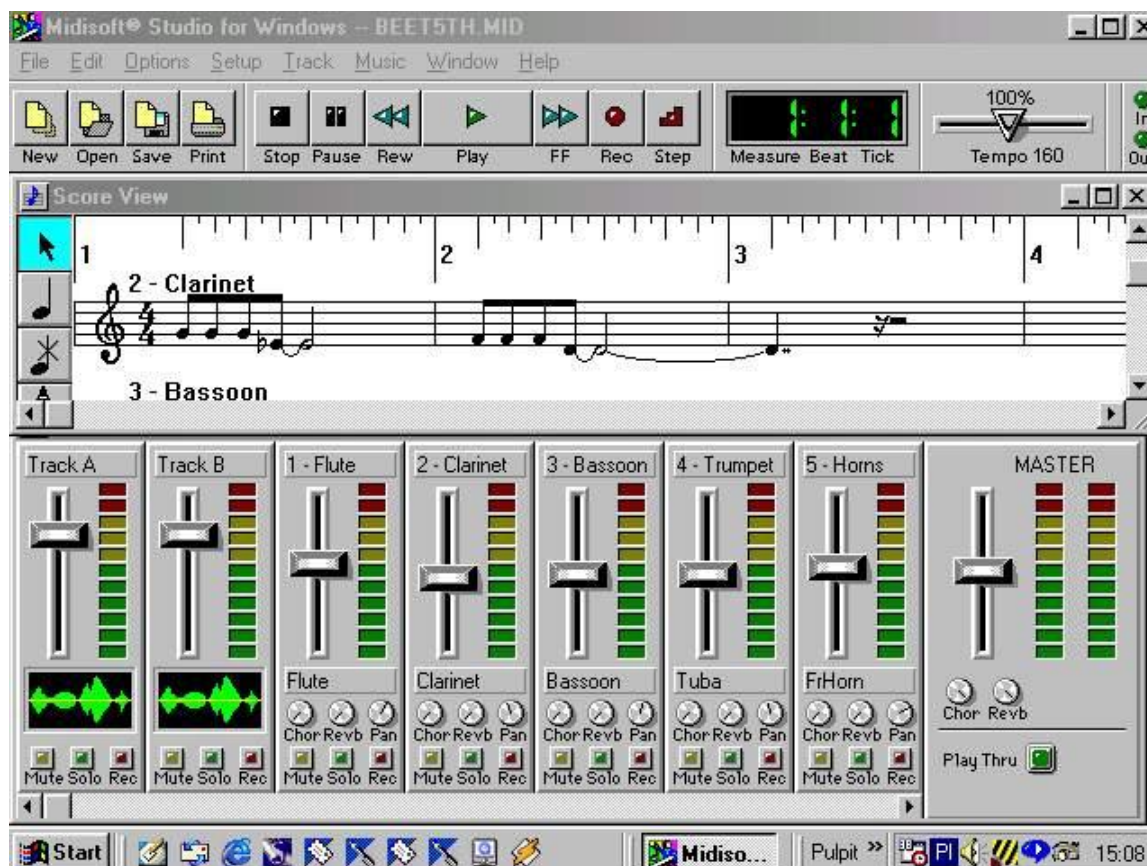 Midisoft® Studio for Windows -- BEET5TH.MID
File Edit Options Setup Track Music Window Help
100%
New Open Save Print Stop Pause Rew Play FF Rec Step
1: 1: 1
Measure Beat Tick
Tempo 160
In
Score View
1 2 3 4
2 - Clarinet
4
4
3 - Bassoon
Track A Track B 1 - Flute 2 - Clarinet 3 - Bassoon 4 - Trumpet 5 - Horns MASTER
Flute Clarinet Bassoon Tuba FrHorn
Chor Revb Pan Chor Revb Pan Chor Revb Pan Chor Revb Pan Chor Revb Pan Chor Revb
Mute Solo Rec Mute Solo Rec Mute Solo Rec Mute Solo Rec Mute Solo Rec Mute Solo Rec Mute Solo Rec
Play Thru
Start Midiso... Pulpit » PI